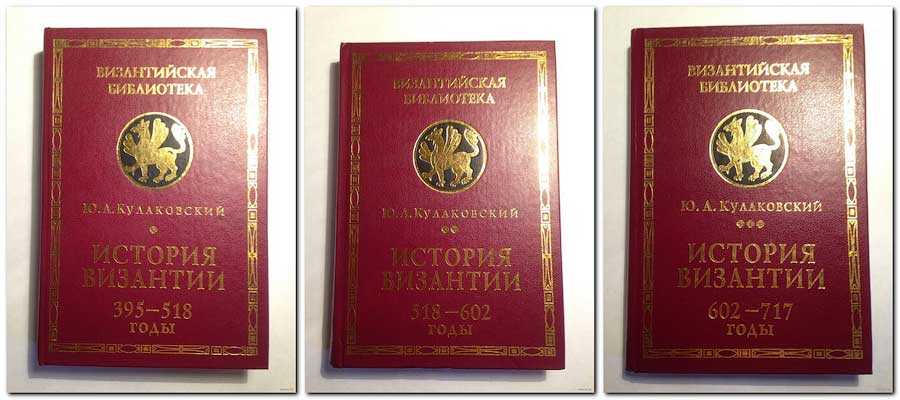 ВИЗАНТИЙСКАЯ
БИБЛИОТЕКА
Ю. А. Кулаковский
*
ИСТОРИЯ
ВИЗАНТИИ
395—518
ГОДЫ
ВИЗАНТИЙСКАЯ
БИБЛИОТЕКА
Ю. А. Кулаковский
**
ИСТОРИЯ
ВИЗАНТИИ
518—602
ГОДЫ
ВИЗАНТИЙСКАЯ
БИБЛИОТЕКА
Ю. А. Кулаковский
***
ИСТОРИЯ
ВИЗАНТИИ
602—717
ГОДЫ